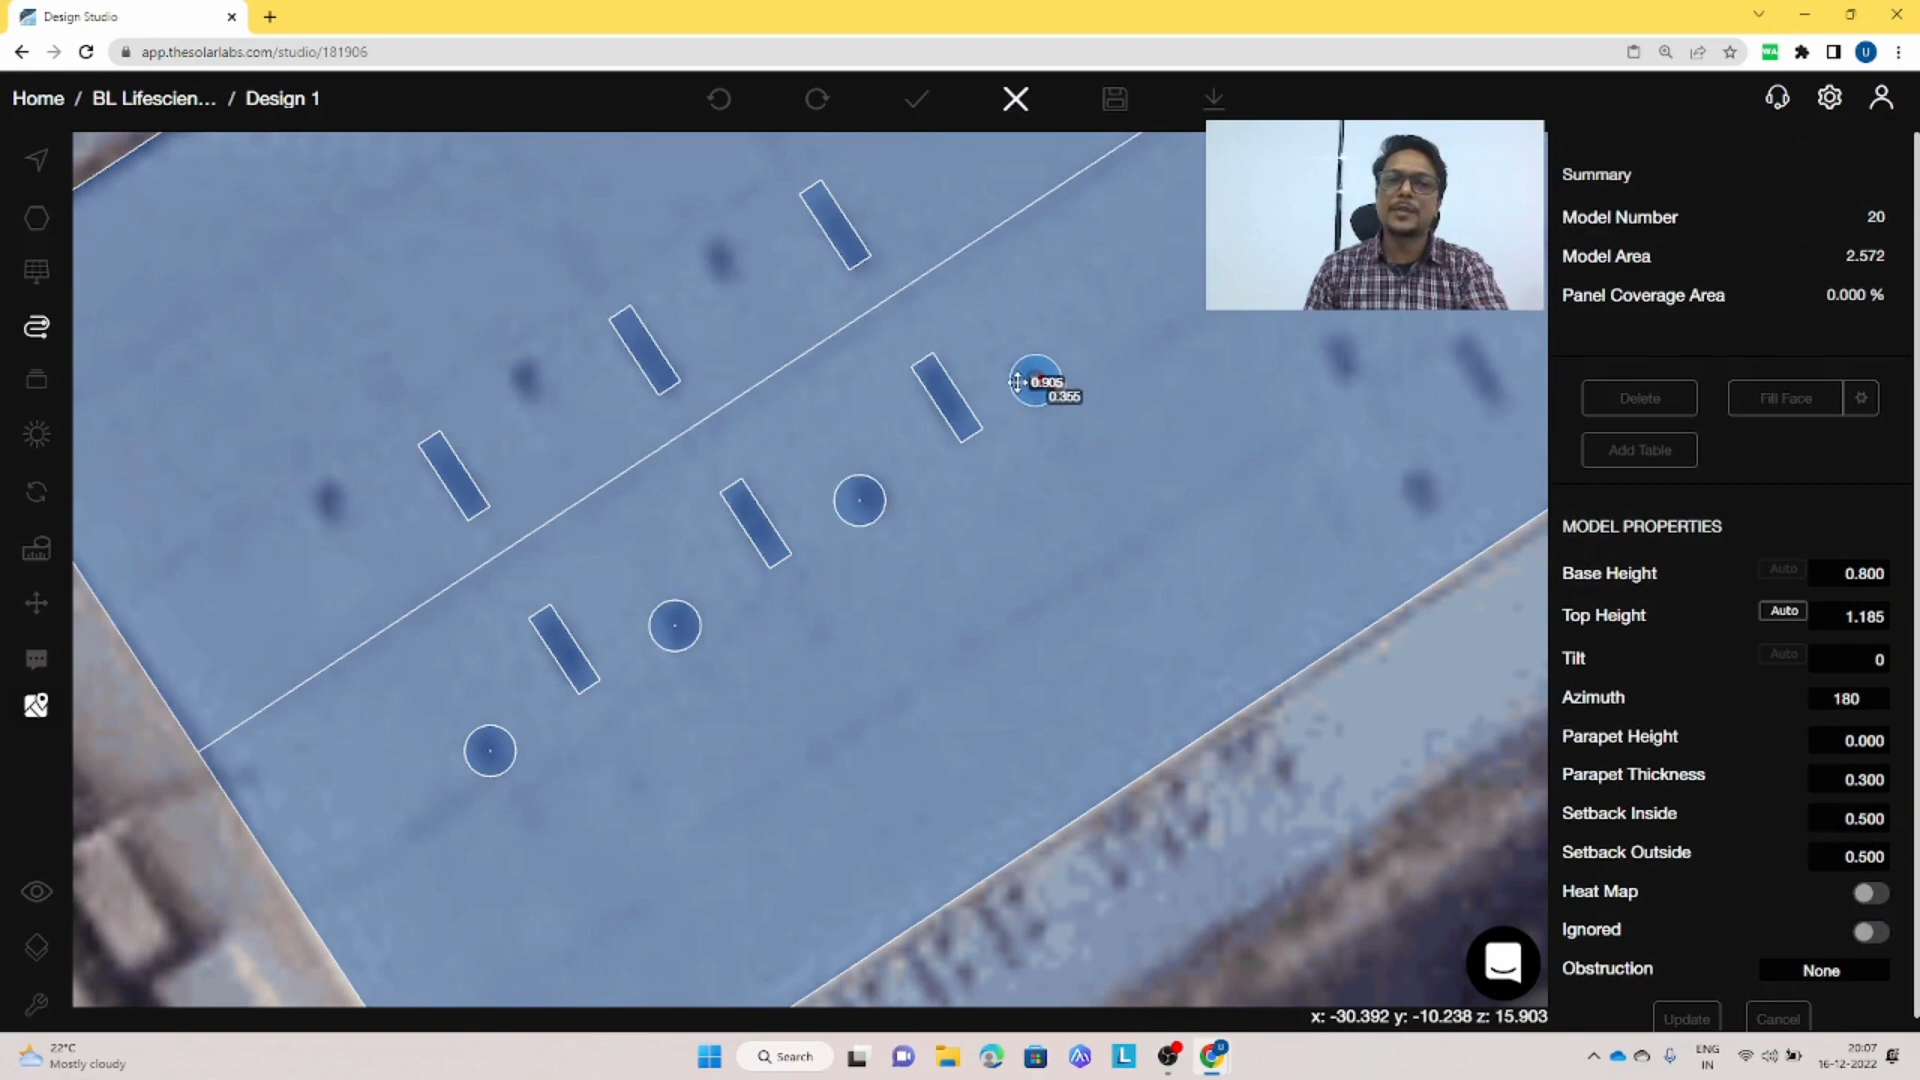 Design Studio
app.thesolarlabs.com/studio/181906
WA
U
Home / BL Lifescien... / Design 1
Summary
Model Number 20
Model Area 2.572
Panel Coverage Area 0.000 %
0.905
0.355
Delete
Fill Face
Add Table
MODEL PROPERTIES
Base Height Auto 0.800
Top Height Auto 1.185
Tilt Auto 0
Azimuth 180
Parapet Height 0.000
Parapet Thickness 0.300
Setback Inside 0.500
Setback Outside 0.500
Heat Map
Ignored
Obstruction None
Update
Cancel
x: -30.392 y: -10.238 z: 15.903
22°C
Mostly cloudy
Search
L
U
ENG
IN
20:07
16-12-2022